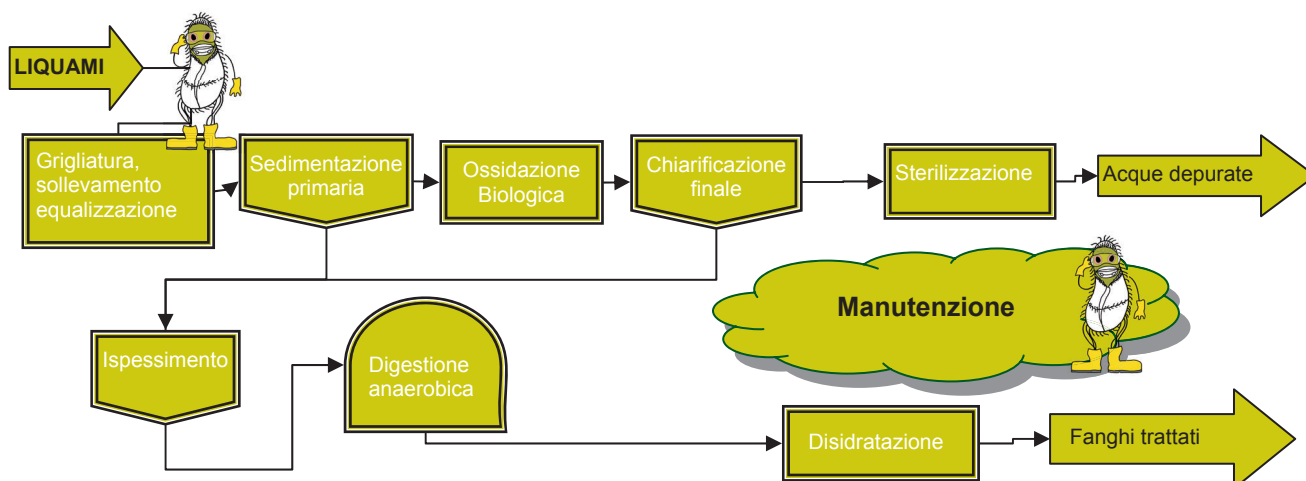 LIQUAMI
Grigliatura,
sollevamento
equalizzazione
Sedimentazione
primaria
Ossidazione
Biologica
Chiarificazione
finale
Sterilizzazione
Acque depurate
Manutenzione
Ispessimento
Digestione
anaerobica
Disidratazione
Fanghi trattati